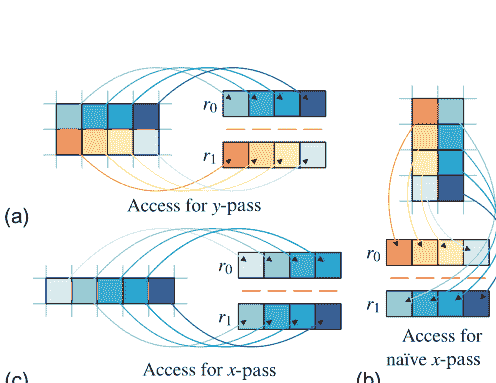 r0
r1
(a)
Access for y-pass
r0
r1
(c)
Access for x-pass
r0
r1
Access for
(b)
naïve x-pass